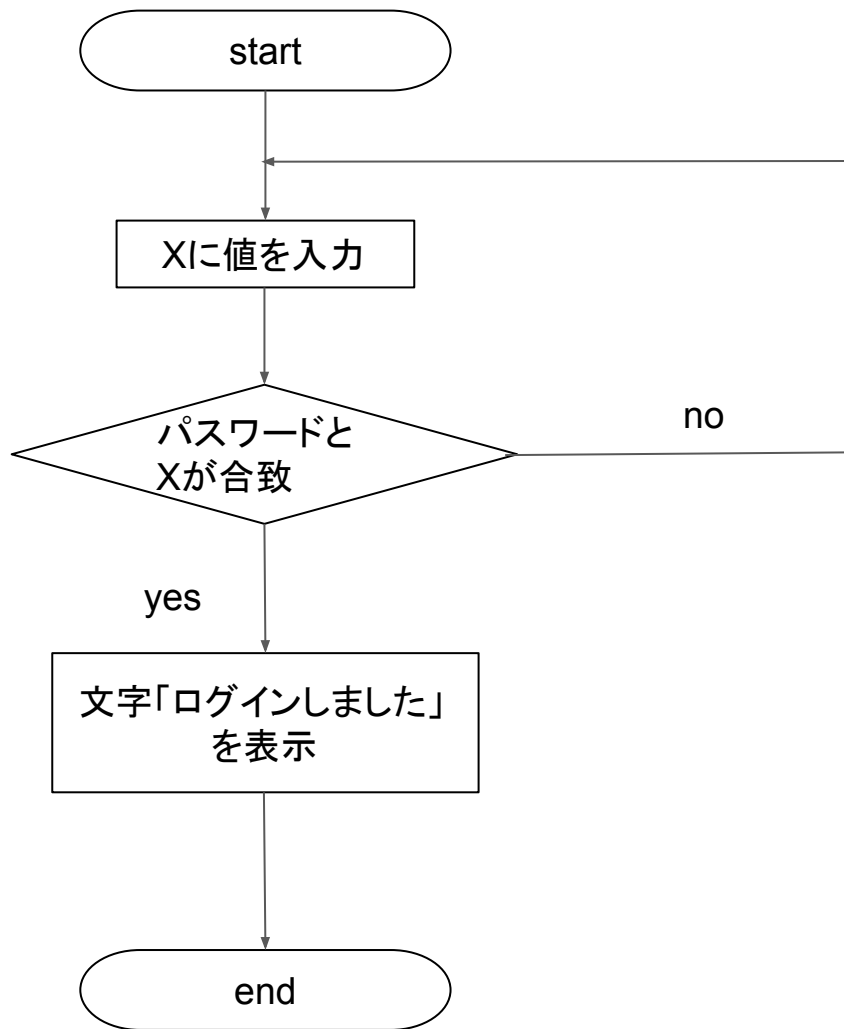 start
Xに値を入力
パスワードと
Xが合致
no
yes
文字「ログインしました」
を表示
end